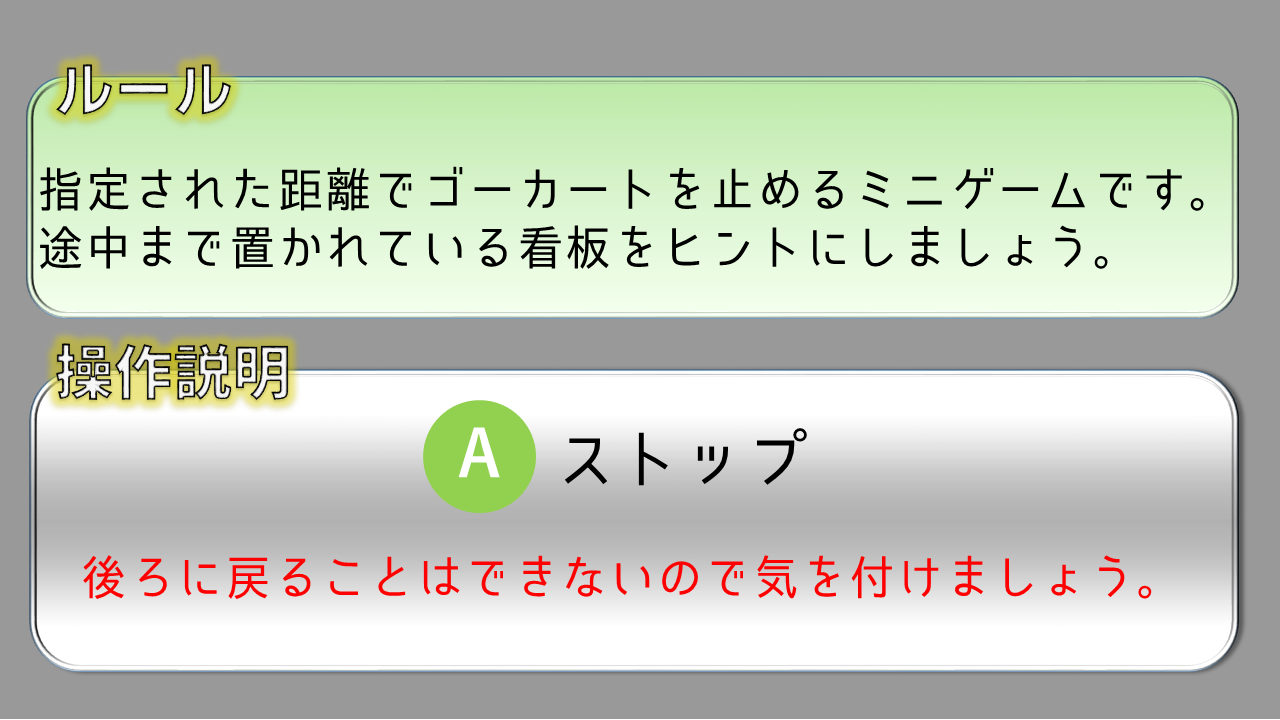 ルール
指定された距離でゴーカートを止めるミニゲームです。
途中まで置かれている看板をヒントにしましょう。
操作説明
A ストップ
後ろに戻ることはできないので気を付けましょう。